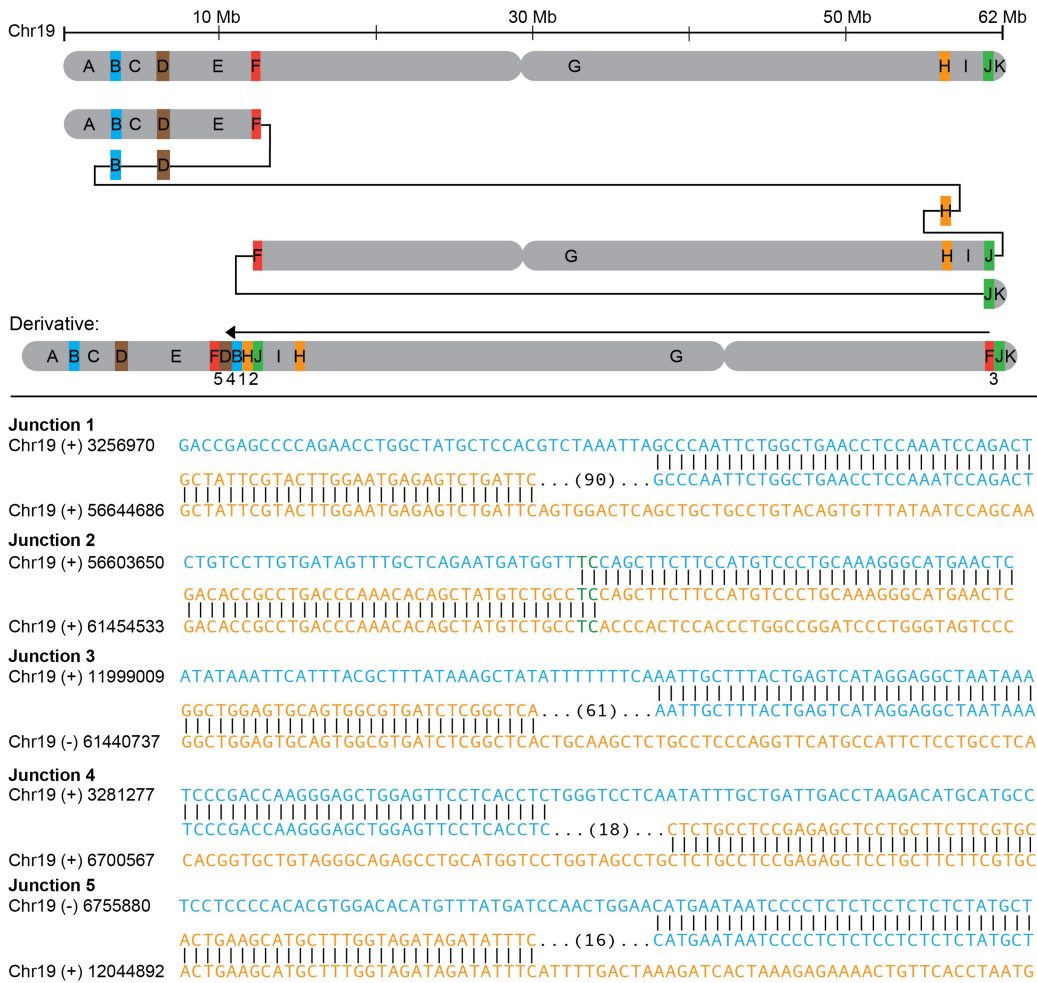 10 Mb 30 Mb 50 Mb 62 Mb
Chr19
A B C D E F G H I J K
A B C D E F
B D
H
F G H I J
J K
Derivative:
A B C D E F D B H J I H G F J K
5 4 1 2 3
Junction 1
Chr19 (+) 3256970 GACCGAGCCCCAGAACCTGGCTATGCTCCACGTCTAAATTAGCCCAATTCTGGCTGAACCTCCAAATCCAGACT
GCTATTCGTACTTGGAATGAGAGTCTGATTC...(90)...GCCCAATTCTGGCTGAACCTCCAAATCCAGACT
Chr19 (+) 56644686 GCTATTCGTACTTGGAATGAGAGTCTGATTCAGTGGACTCAGCTGCTGCCTGTACAGTGTTTATAATCCAGCAA
Junction 2
Chr19 (+) 56603650 CTGTCCTTGTGATAGTTTGCTCAGAATGATGGTTTCCAGCTTCTTCCATGTCCCTGCAAAGGGCATGAACTC
GACACCGCCTGACCCAAACACAGCTATGTCTGCCTCCAGCTTCTTCCATGTCCCTGCAAAGGGCATGAACTC
Chr19 (+) 61454533 GACACCGCCTGACCCAAACACAGCTATGTCTGCCTCACCCACTCCACCCTGGCCGGATCCCTGGGTAGTCCC
Junction 3
Chr19 (+) 11999009 ATATAAATTCATTTACGCTTTATAAAGCTATATTTTTTTCAAATTGCTTTACTGAGTCATAGGAGGCTAATAAA
GGCTGGAGTGCAGTGGCGTGATCTCGGCTCA...(61)...AATTGCTTTACTGAGTCATAGGAGGCTAATAAA
Chr19 (-) 61440737 GGCTGGAGTGCAGTGGCGTGATCTCGGCTCACTGCAAGCTCTGCCTCCCAGGTTCATGCCATTCTCCTGCCTCA
Junction 4
Chr19 (+) 3281277 TCCCGACCAAGGGAGCTGGAGTTCCTCACCTCTGGGTCCTCAATATTTGCTGATTGACCTAAGACATGCATGCC
TCCCGACCAAGGGAGCTGGAGTTCCTCACCTC...(18)...CTCTGCCTCCGAGAGCTCCTGCTTCTTCGTGC
Chr19 (+) 6700567 CACGGTGCTGTAGGGCAGAGCCTGCATGGTCCTGGTAGCCTGCTCTGCCTCCGAGAGCTCCTGCTTCTTCGTGC
Junction 5
Chr19 (-) 6755880 TCCTCCCCACACGTGGACACATGTTTATGATCCAACTGGAACATGAATAATCCCCTCTCTCCTCTCTCTATGCT
ACTGAAGCATGCTTTGGTAGATAGATATTTC...(16)...CATGAATAATCCCCTCTCTCCTCTCTCTATGCT
Chr19 (+) 12044892 ACTGAAGCATGCTTTGGTAGATAGATATTTCATTTTGACTAAAGATCACTAAAGAGAAAACTGTTCACCTAATG